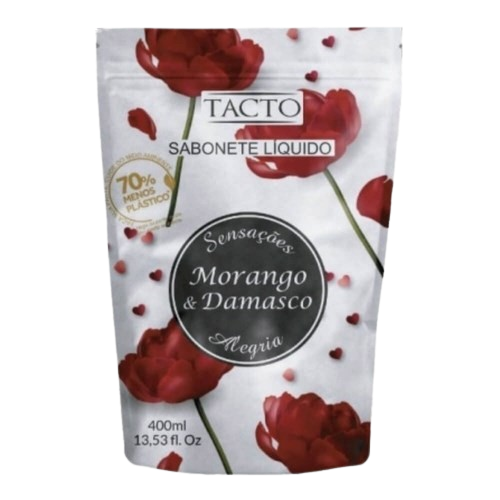 TACTO
SABONETE LÍQUIDO
70%
MENOS
PLÁSTICO
Sensações
Morango
& Damasco
Alegria
400ml
13,53 fl. Oz